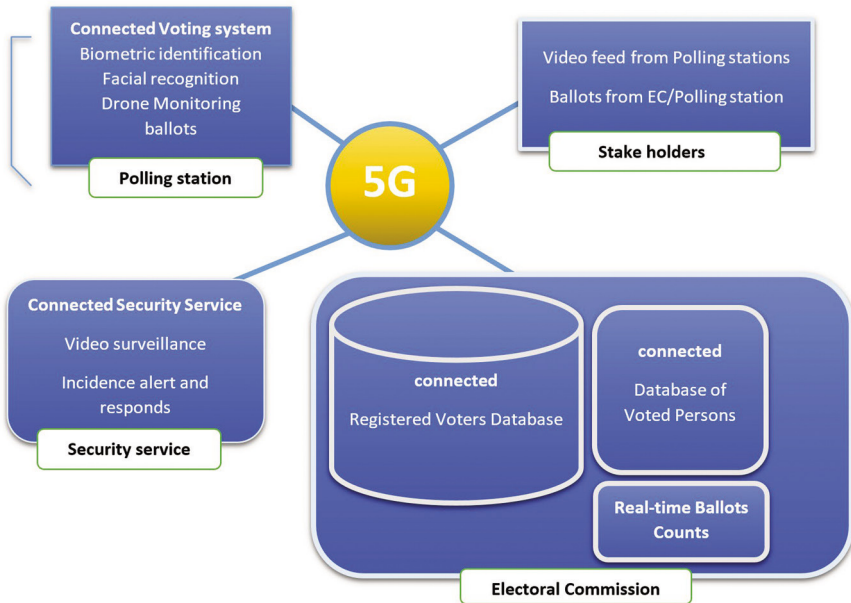 Connected Voting system
Biometric identification
Facial recognition
Drone Monitoring
ballots
Polling station
Video feed from Polling stations
Ballots from EC/Polling station
Stake holders
5G
Connected Security Service
Video surveillance
Incidence alert and
responds
Security service
connected
Registered Voters Database
connected
Database of
Voted Persons
Real-time Ballots
Counts
Electoral Commission